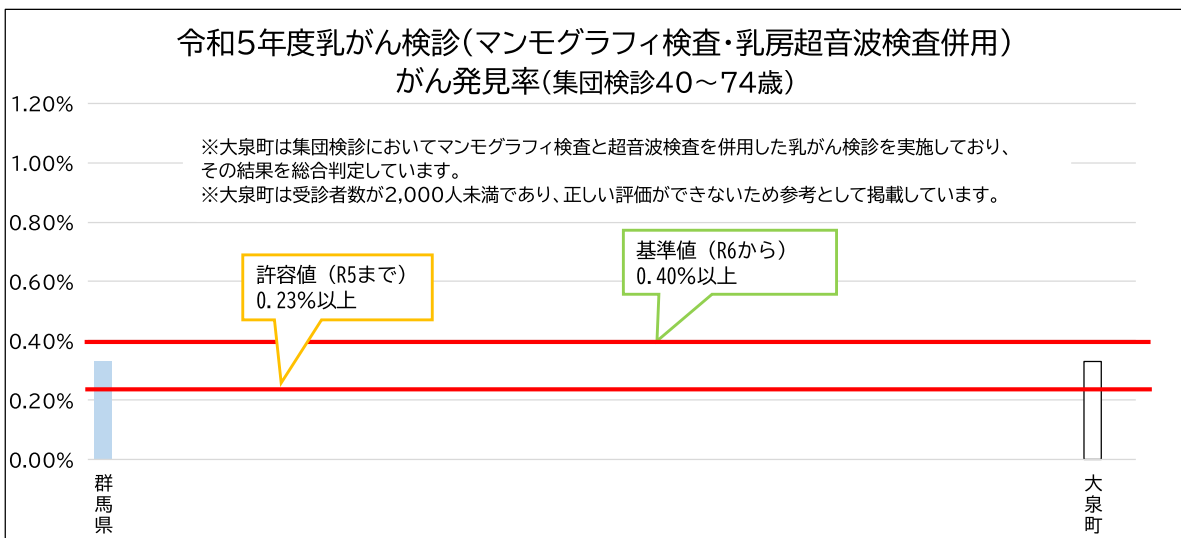 令和5年度乳がん検診(マンモグラフィ検査・乳房超音波検査併用)
がん発見率(集団検診40～74歳)
1.20%
1.00%
0.80%
0.60%
0.40%
0.20%
0.00%
※大泉町は集団検診においてマンモグラフィ検査と超音波検査を併用した乳がん検診を実施しており、
その結果を総合判定しています。
※大泉町は受診者数が2,000人未満であり、正しい評価ができないため参考として掲載しています。
許容値（R5まで）
0.23%以上
基準値（R6から）
0.40%以上
群馬県
大泉町